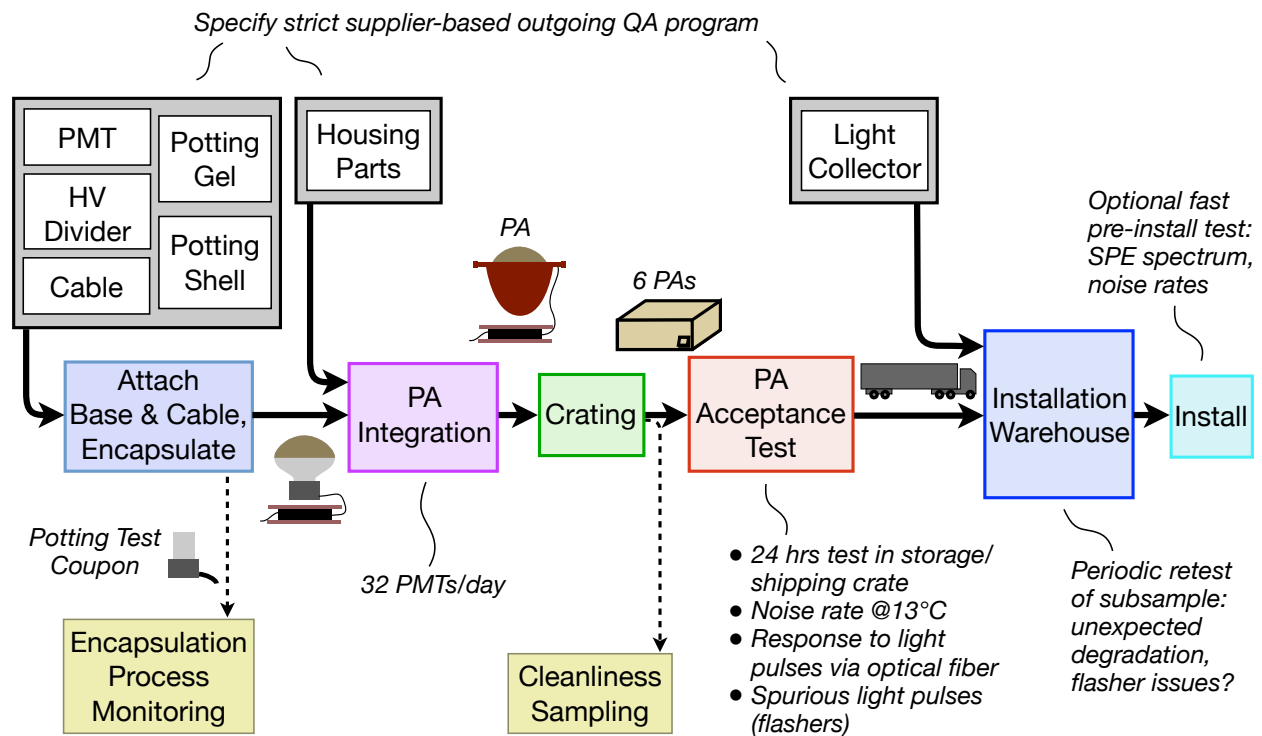 Specify strict supplier-based outgoing QA program
PMT
HV
Divider
Cable
Potting
Gel
Potting
Shell
Housing
Parts
Light
Collector
Optional fast
pre-install test:
SPE spectrum,
noise rates
PA
6 PAs
Attach
Base & Cable,
Encapsulate
PA
Integration
Crating
PA
Acceptance
Test
Installation
Warehouse
Install
Potting Test
Coupon
32 PMTs/day
● 24 hrs test in storage/
shipping crate
● Noise rate @13°C
● Response to light
pulses via optical fiber
● Spurious light pulses
(flashers)
Periodic retest
of subsample:
unexpected
degradation,
flasher issues?
Encapsulation
Process
Monitoring
Cleanliness
Sampling